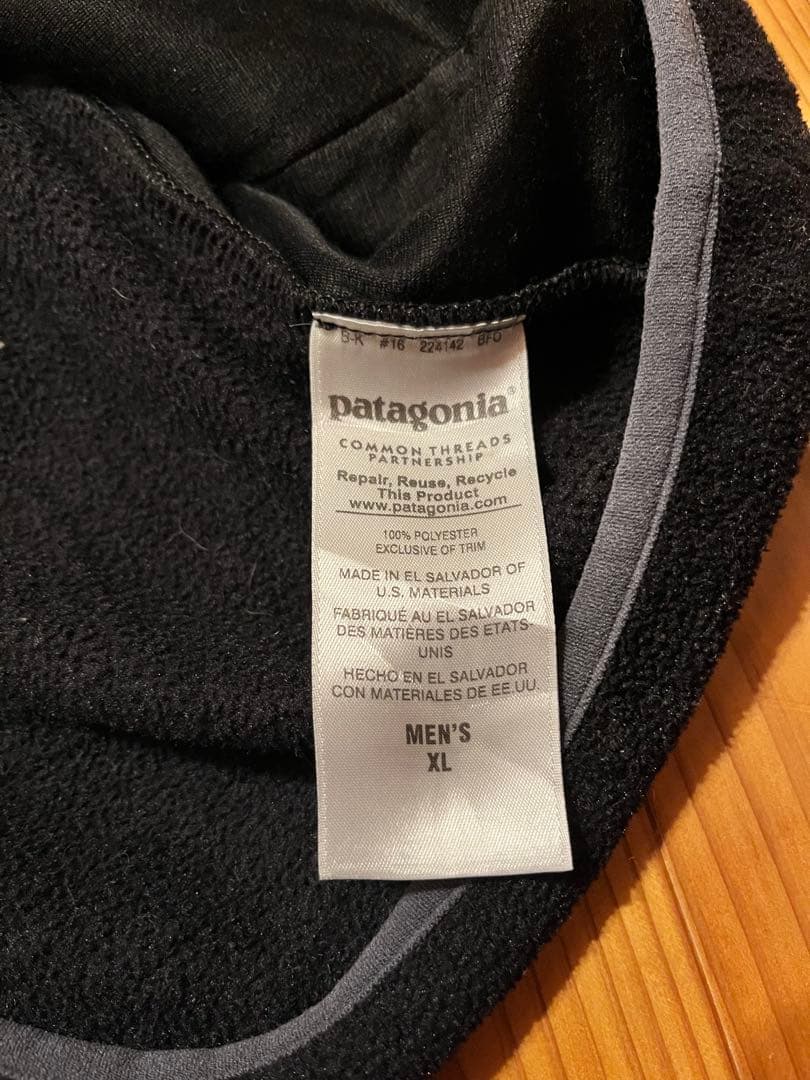 B-K #16 224142 BFO
patagonia®
COMMON THREADS
PARTNERSHIP
Repair, Reuse, Recycle
This Product
www.patagonia.com
100% POLYESTER
EXCLUSIVE OF TRIM
MADE IN EL SALVADOR OF
U.S. MATERIALS
FABRIQUÉ AU EL SALVADOR
DES MATIÈRES DES ETATS-
UNIS
HECHO EN EL SALVADOR
CON MATERIALES DE EE.UU.
MEN'S
XL